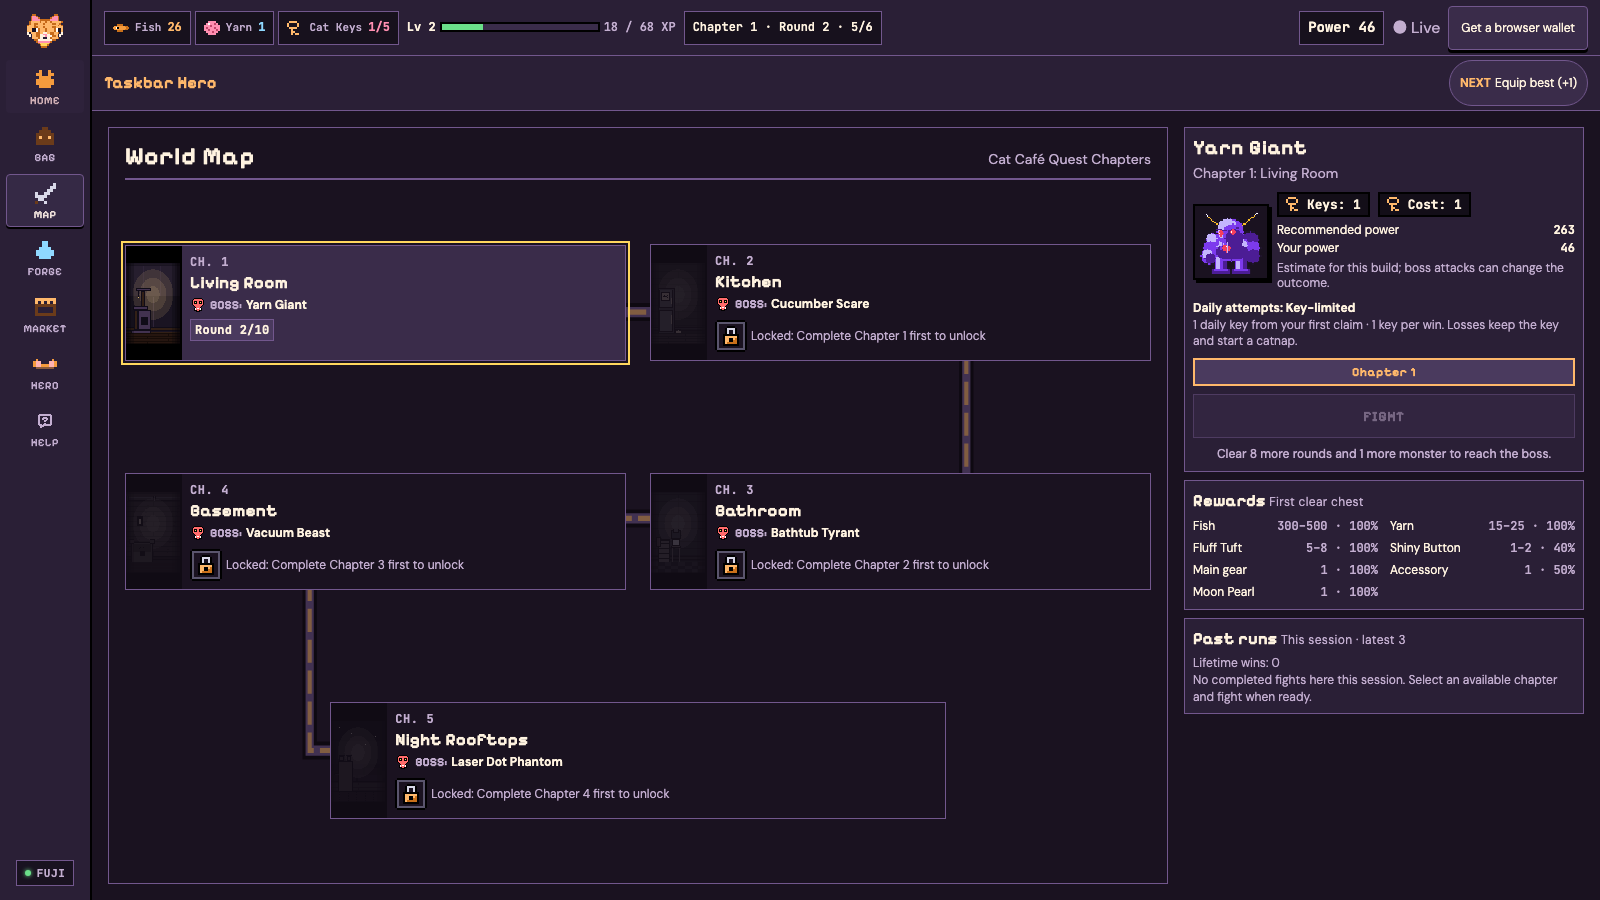 Fish 26
Yarn 1
Cat Keys 1/5
Lv 2
18 / 68 XP
Chapter 1 · Round 2 · 5/6
Power 46
Live
Get a browser wallet
HOME
BAG
MAP
FORGE
MARKET
HERO
HELP
FUJI
Taskbar Hero
NEXT Equip best (+1)
World Map
Cat Café Quest Chapters
CH. 1
Living Room
BOSS: Yarn Giant
Round 2/10
CH. 2
Kitchen
BOSS: Cucumber Scare
Locked: Complete Chapter 1 first to unlock
CH. 4
Basement
BOSS: Vacuum Beast
Locked: Complete Chapter 3 first to unlock
CH. 3
Bathroom
BOSS: Bathtub Tyrant
Locked: Complete Chapter 2 first to unlock
CH. 5
Night Rooftops
BOSS: Laser Dot Phantom
Locked: Complete Chapter 4 first to unlock
Yarn Giant
Chapter 1: Living Room
Keys: 1
Cost: 1
Recommended power 263
Your power 46
Estimate for this build; boss attacks can change the
outcome.
Daily attempts: Key-limited
1 daily key from your first claim · 1 key per win. Losses keep the key
and start a catnap.
Chapter 1
FIGHT
Clear 8 more rounds and 1 more monster to reach the boss.
Rewards First clear chest
Fish 300–500 · 100% Yarn 15–25 · 100%
Fluff Tuft 5–8 · 100% Shiny Button 1–2 · 40%
Main gear 1 · 100% Accessory 1 · 50%
Moon Pearl 1 · 100%
Past runs This session · latest 3
Lifetime wins: 0
No completed fights here this session. Select an available chapter
and fight when ready.